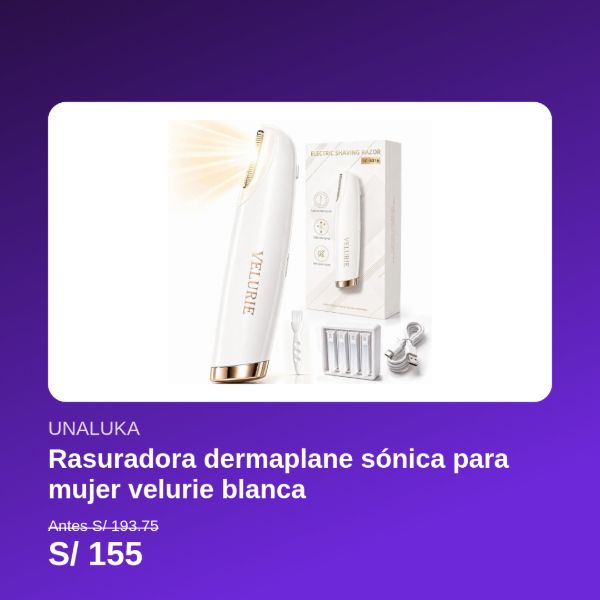 ELECTRIC SHAVING RAZOR
VELURIE
VELURIE
UNALUKA
Rasuradora dermaplane sónica para
mujer velurie blanca
Antes S/ 193.75
S/ 155